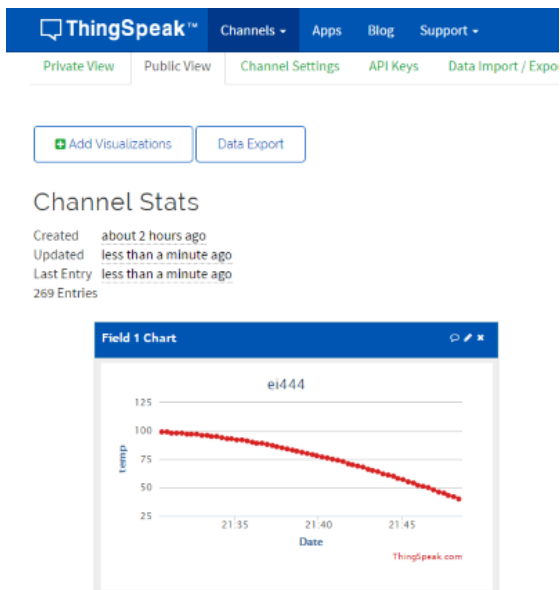 ThingSpeak™ Channels Apps Blog Support
Private View Public View Channel Settings API Keys Data Import / Expo
Add Visualizations Data Export
Channel Stats
Created about 2 hours ago
Updated less than a minute ago
Last Entry less than a minute ago
269 Entries
Field 1 Chart
ei444
125
100
75
50
25
temp
21:35 21:40 21:45
Date
ThingSpeak.com